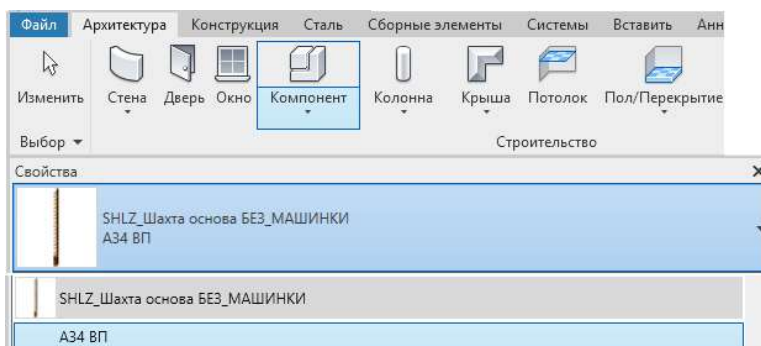 Файл Архитектура Конструкция Сталь Сборные элементы Системы Вставить Анн
Изменить Стена Дверь Окно Компонент Колонна Крыша Потолок Пол/Перекрытие
Выбор Строительство
Свойства
SHLZ_Шахта основа БЕЗ_МАШИНКИ
А34 ВП
SHLZ_Шахта основа БЕЗ_МАШИНКИ
А34 ВП